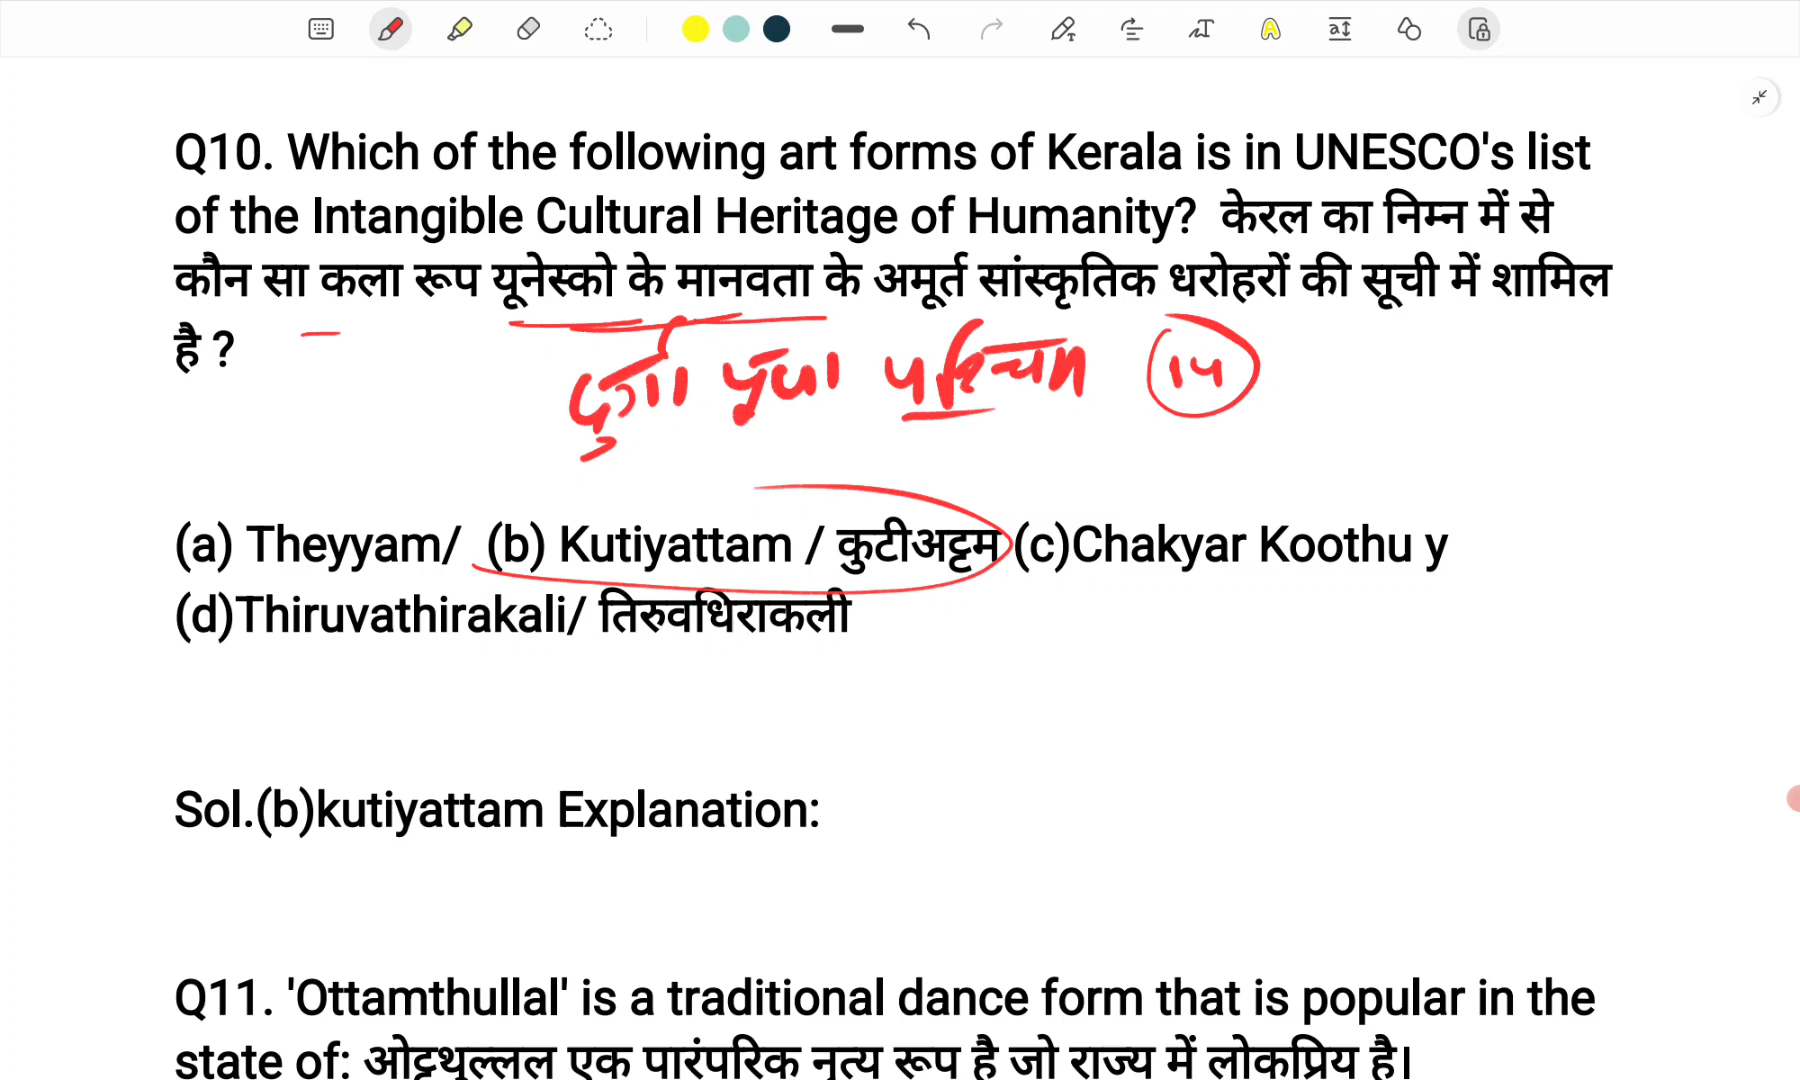 Q10. Which of the following art forms of Kerala is in UNESCO's list
of the Intangible Cultural Heritage of Humanity? केरल का निम्न में से
कौन सा कला रूप यूनेस्को के मानवता के अमूर्त सांस्कृतिक धरोहरों की सूची में शामिल
है ?
दुर्गा पूजा पश्चिम 14
(a) Theyyam/ (b) Kutiyattam / कुटीअट्टम (c)Chakyar Koothu y
(d)Thiruvathirakali/ तिरुवधिराकली
Sol.(b)kutiyattam Explanation:
Q11. 'Ottamthullal' is a traditional dance form that is popular in the
state of: ओट्टथुल्लल एक पारंपरिक नृत्य रूप है जो राज्य में लोकप्रिय है।